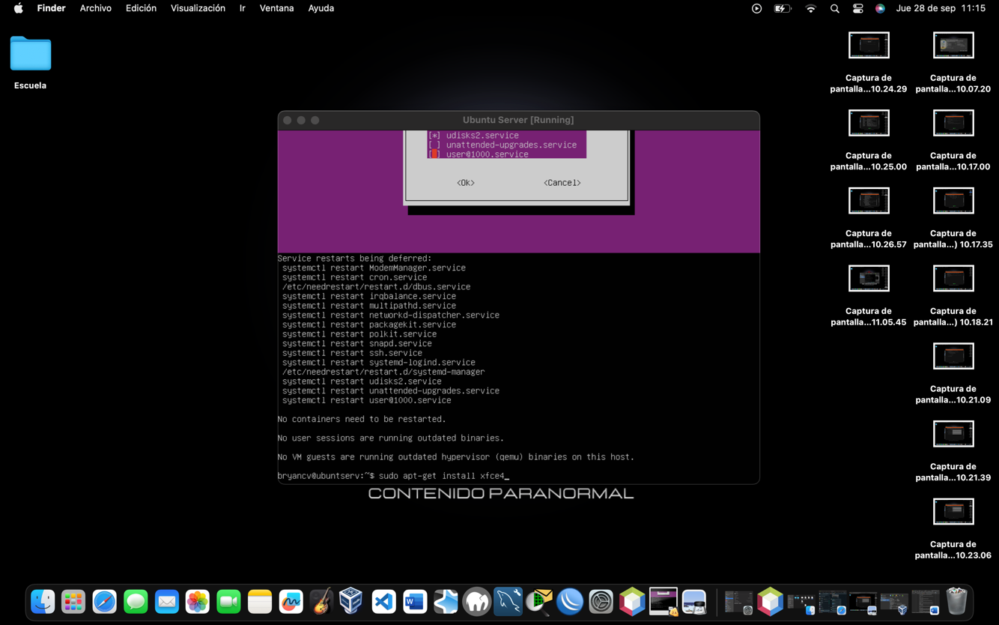 Finder Archivo Edición Visualización Ir Ventana Ayuda Jue 28 de sep 11:15
Escuela
Captura de
pantalla...10.24.29
Captura de
pantalla...10.07.20
Captura de
pantalla...10.25.00
Captura de
pantalla...10.17.00
Captura de
pantalla...10.26.57
Captura de
pantalla...) 10.17.35
Captura de
pantalla...11.05.45
Captura de
pantalla...) 10.18.21
Captura de
pantalla...10.21.09
Captura de
pantalla...10.21.39
Captura de
pantalla...10.23.06
Ubuntu Server [Running]
[*] udisks2.service
[ ] unattended-upgrades.service
[ ] user@1000.service
<Ok> <Cancel>
Service restarts being deferred:
systemctl restart ModemManager.service
systemctl restart cron.service
/etc/needrestart/restart.d/dbus.service
systemctl restart irqbalance.service
systemctl restart multipathd.service
systemctl restart networkd-dispatcher.service
systemctl restart packagekit.service
systemctl restart polkit.service
systemctl restart snapd.service
systemctl restart ssh.service
systemctl restart systemd-logind.service
/etc/needrestart/restart.d/systemd-manager
systemctl restart udisks2.service
systemctl restart unattended-upgrades.service
systemctl restart user@1000.service
No containers need to be restarted.
No user sessions are running outdated binaries.
No VM guests are running outdated hypervisor (qemu) binaries on this host.
bryancv@ubuntserv:~$ sudo apt-get install xfce4_
CONTENIDO PARANORMAL